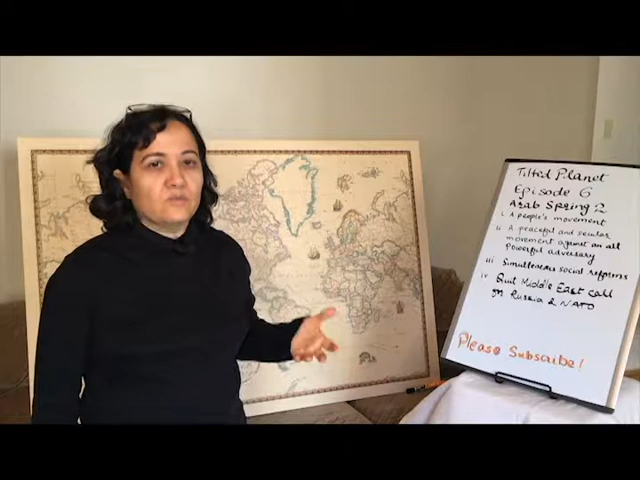 Tilted Planet
Episode 6
Arab Spring 2
i. A people's movement
ii. A peaceful, secular
movement against an all
powerful adversary
iii. Simultaneous social reforms
iv. Quit Middle East call
on Russia & NATO
Please Subscribe!